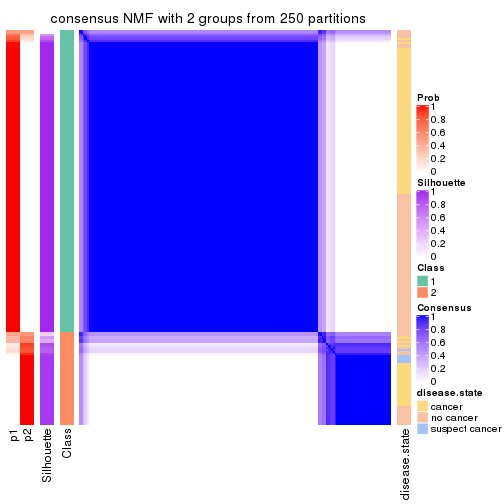 consensus NMF with 2 groups from 250 partitions
Prob
1
0.8
0.6
0.4
0.2
0
Silhouette
1
0.8
0.6
0.4
0.2
0
Class
1
2
Consensus
1
0.8
0.6
0.4
0.2
0
disease.state
cancer
no cancer
suspect cancer
p1
p2
Silhouette
Class
disease.state